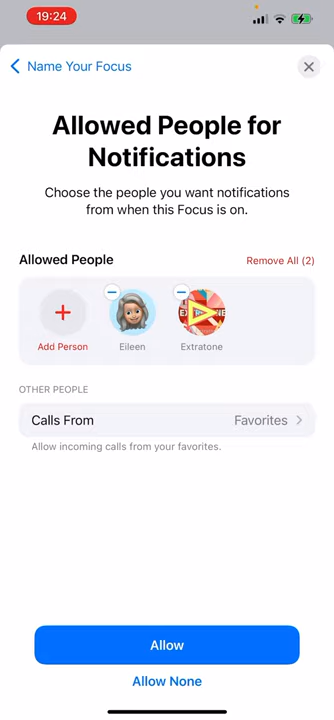 19:24
Name Your Focus
Allowed People for
Notifications
Choose the people you want notifications
from when this Focus is on.
Allowed People
Remove All (2)
Add Person
Eileen
Extratone
OTHER PEOPLE
Calls From
Favorites
Allow incoming calls from your favorites.
Allow
Allow None